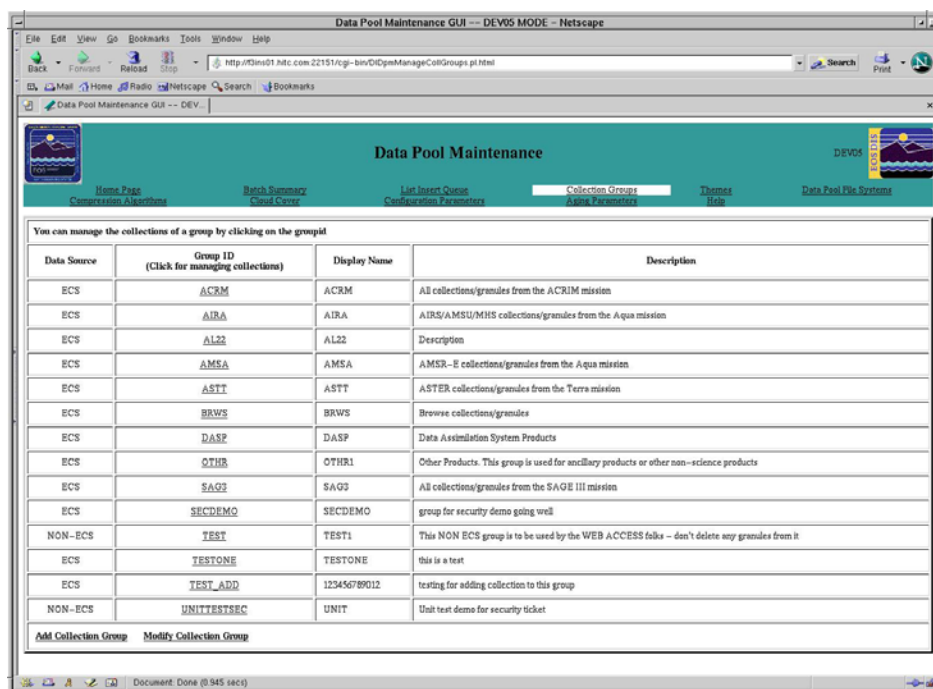 Data Pool Maintenance GUI -- DEV05 MODE - Netscape
File Edit View Go Bookmarks Tools Window Help
Back Forward Reload Stop http://f3ins01.hitc.com:22151/cgi-bin/DlDpmManageCollGroups.pl.html Search Print N
Mail Home Radio Netscape Search Bookmarks
Data Pool Maintenance GUI -- DEV...
Data Pool Maintenance DEV05 EOSDIS
Home Page Batch Summary List Insert Queue Collection Groups Themes Data Pool File Systems
Compression Algorithms Cloud Cover Configuration Parameters Aging Parameters Help
You can manage the collections of a group by clicking on the groupid
Data Source Group ID Display Name Description
(Click for managing collections)
ECS ACRM ACRM All collections/granules from the ACRIM mission
ECS AIRA AIRA AIRS/AMSU/MHS collections/granules from the Aqua mission
ECS AL22 AL22 Description
ECS AMSA AMSA AMSR-E collections/granules from the Aqua mission
ECS ASTT ASTT ASTER collections/granules from the Terra mission
ECS BRWS BRWS Browse collections/granules
ECS DASP DASP Data Assimilation System Products
ECS OTHR OTHR1 Other Products. This group is used for ancillary products or other non-science products
ECS SAG3 SAG3 All collections/granules from the SAGE III mission
ECS SECDEMO SECDEMO group for security demo going well
NON-ECS TEST TEST1 This NON ECS group is to be used by the WEB ACCESS folks - don't delete any granules from it
ECS TESTONE TESTONE this is a test
ECS TEST_ADD 123456789012 testing for adding collection to this group
NON-ECS UNITTESTSEC UNIT Unit test demo for security ticket
Add Collection Group Modify Collection Group
Document: Done (0.945 secs)